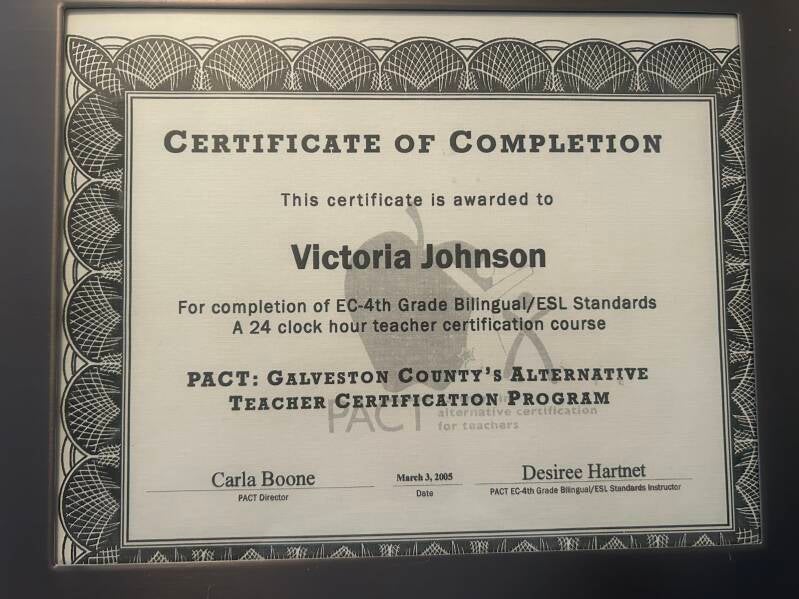 CERTIFICATE OF COMPLETION
This certificate is awarded to
Victoria Johnson
For completion of EC-4th Grade Bilingual/ESL Standards
A 24 clock hour teacher certification course
PACT: GALVESTON COUNTY'S ALTERNATIVE
TEACHER CERTIFICATION PROGRAM
PACT
alternative certification
for teachers
Carla Boone
PACT Director
March 3, 2005
Date
Desiree Hartnet
PACT EC-4th Grade Bilingual/ESL Standards Instructor